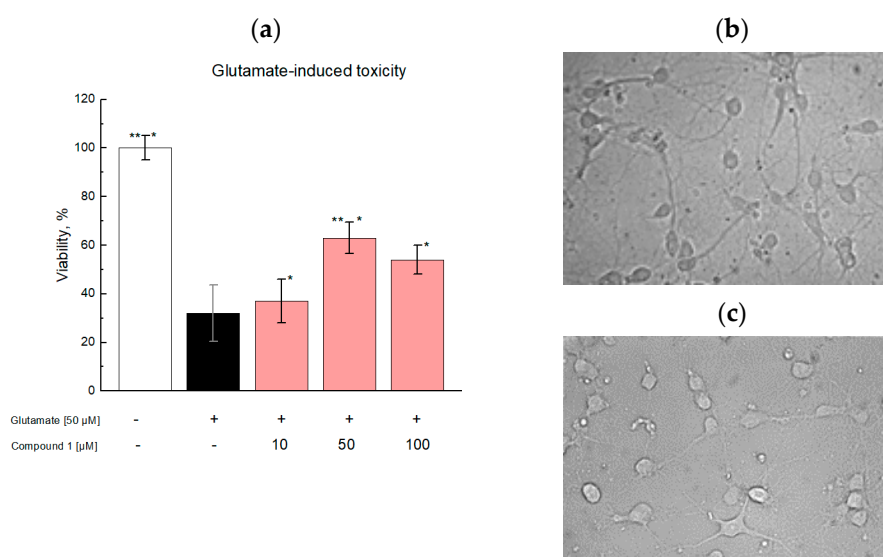 (a)
Glutamate-induced toxicity
120
100
80
60
40
20
0
Viability, %
** *
*
** *
*
Glutamate [50 µM] - + + + +
Compound 1 [µM] - - 10 50 100
(b)
(c)